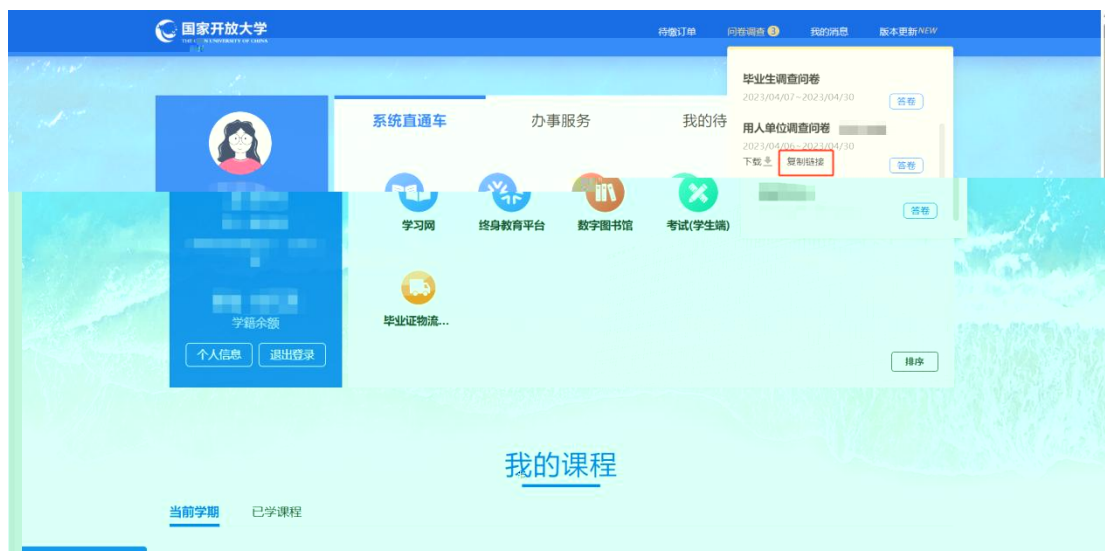 国家开放大学
待缴订单 问卷调查 3 我的消息 版本更新NEW
毕业生调查问卷
2023/04/07~2023/04/30
答卷
用人单位调查问卷
2023/04/06~2023/04/30
下载 复制链接
答卷
答卷
系统直通车 办事服务 我的待
学习网 终身教育平台 数字图书馆 考试(学生端)
毕业证物流...
学籍余额
个人信息 退出登录
排序
我的课程
当前学期 已学课程